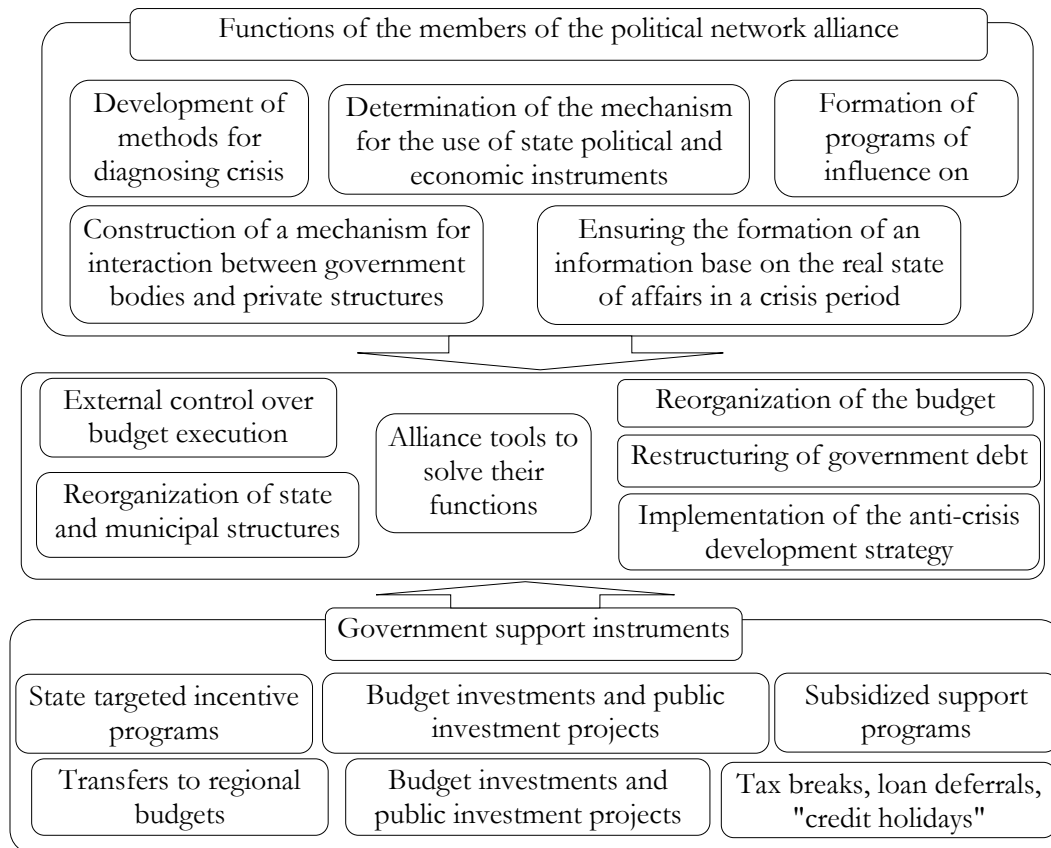 Functions of the members of the political network alliance
Development of
methods for
diagnosing crisis
Determination of the mechanism
for the use of state political and
economic instruments
Formation of
programs of
influence on
Construction of a mechanism for
interaction between government
bodies and private structures
Ensuring the formation of an
information base on the real state
of affairs in a crisis period
External control over
budget execution
Reorganization of state
and municipal structures
Alliance tools to
solve their
functions
Reorganization of the budget
Restructuring of government debt
Implementation of the anti-crisis
development strategy
Government support instruments
State targeted incentive
programs
Budget investments and public
investment projects
Subsidized support
programs
Transfers to regional
budgets
Budget investments and
public investment projects
Tax breaks, loan deferrals,
"credit holidays"